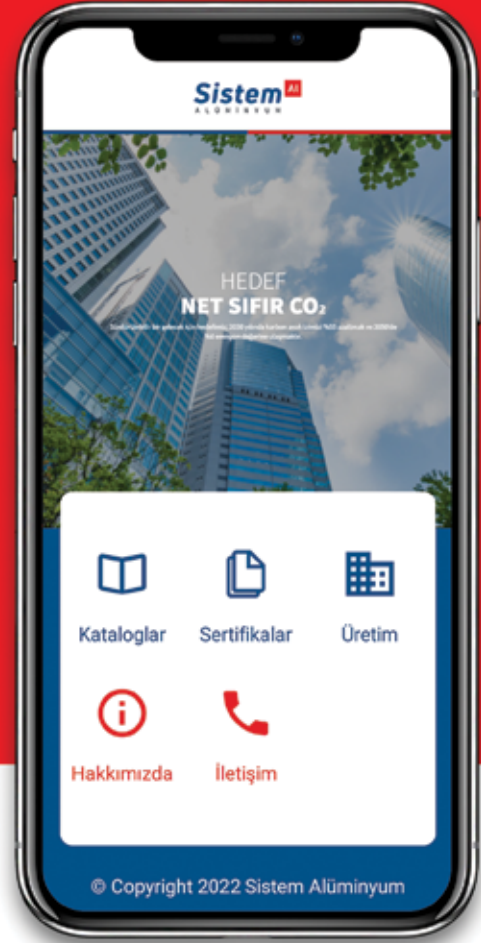 Sistem Al
ALÜMİNYUM
HEDEF
NET SIFIR CO₂
Kataloglar
Sertifikalar
Üretim
Hakkımızda
İletişim
© Copyright 2022 Sistem Alüminyum